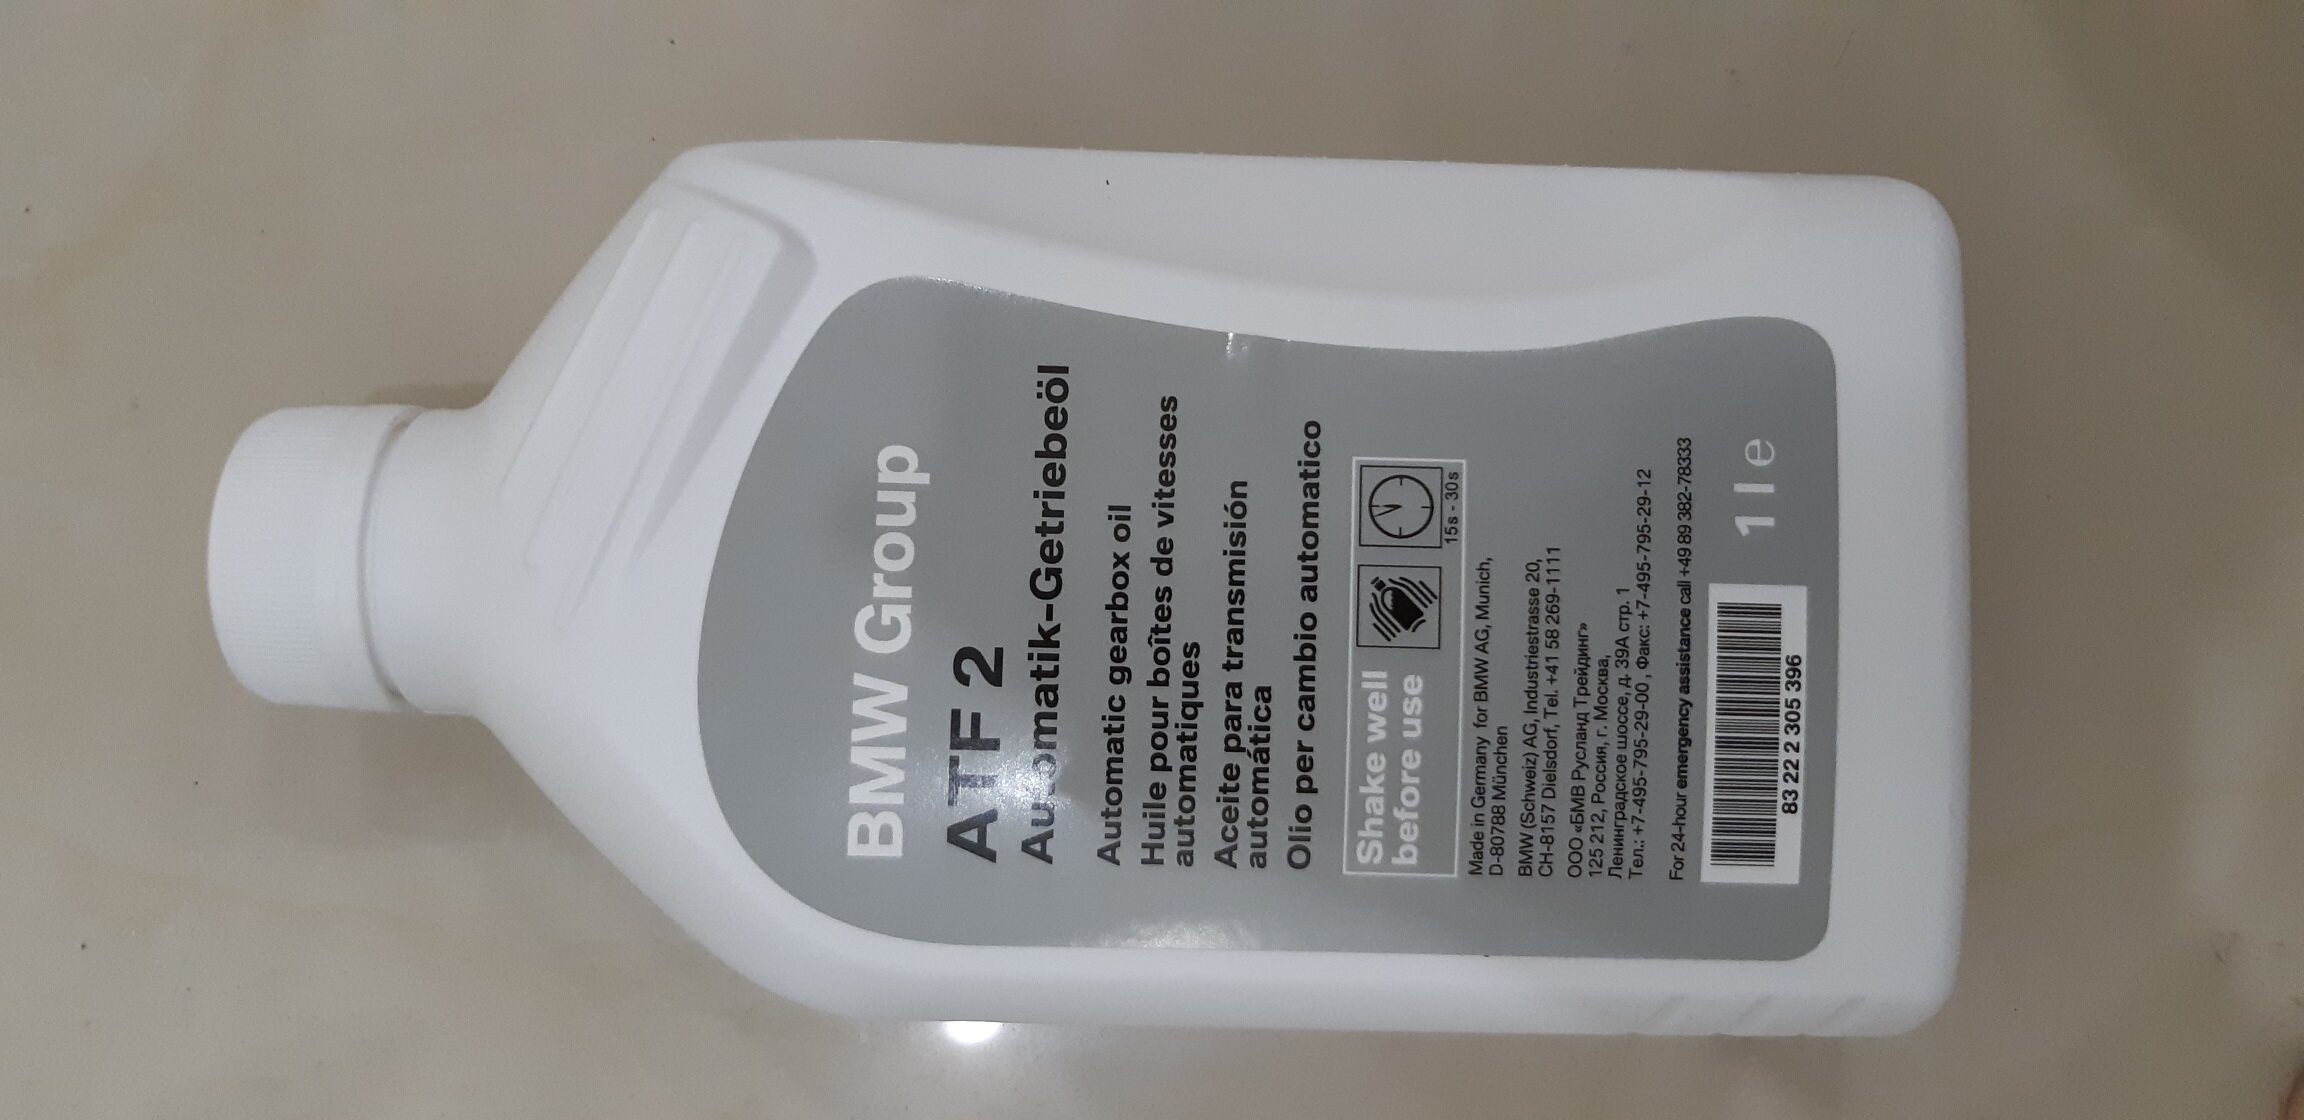 BMW Group
ATF 2
Automatik-Getriebeöl
Automatic gearbox oil
Huile pour boîtes de vitesses
automatiques
Aceite para transmisión
automática
Olio per cambio automatico
Shake well
before use
15s - 30s
Made in Germany for BMW AG, Munich,
D-80788 München
BMW (Schweiz) AG, Industriestrasse 20,
CH-8157 Dielsdorf, Tel. +41 58 269-1111
ООО «БМВ Русланд Трейдинг»
125 212, Россия, г. Москва,
Ленинградское шоссе, д. 39А стр. 1
Тел.: +7-495-795-29-00 , Факс: +7-495-795-29-12
For 24-hour emergency assistance call +49 89 382-78333
83 22 2 305 396
1 l e